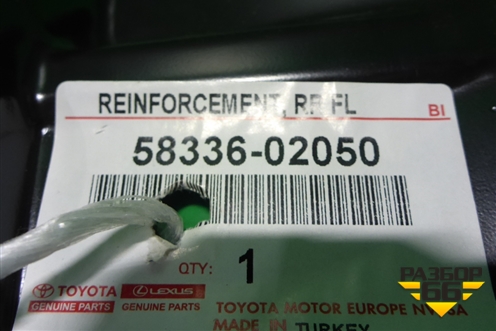 REINFORCEMENT, RR FL
BI
58336-02050
QTY: 1
TOYOTA
GENUINE PARTS
LEXUS
GENUINE PARTS
TOYOTA MOTOR EUROPE NV/SA
MADE IN TURKEY
РАЗБОР
66